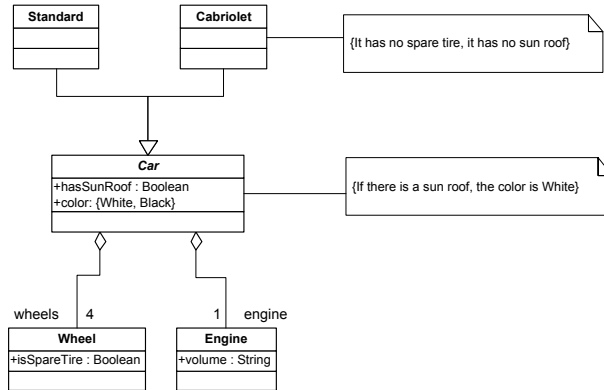 Standard
Cabriolet
{It has no spare tire, it has no sun roof}
Car
+hasSunRoof : Boolean
+color: {White, Black}
{If there is a sun roof, the color is White}
wheels 4 1 engine
Wheel
+isSpareTire : Boolean
Engine
+volume : String